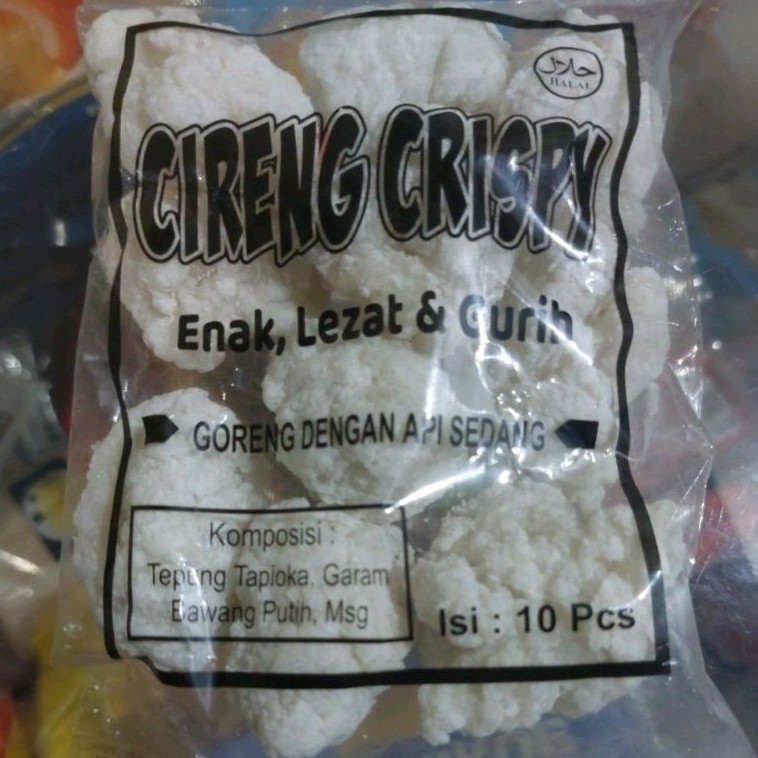 حلال
HALAL
CIRENG CRISPY
Enak, Lezat & Gurih
GORENG DENGAN API SEDANG
Komposisi :
Tepung Tapioka, Garam
Bawang Putih, Msg
Isi : 10 Pcs